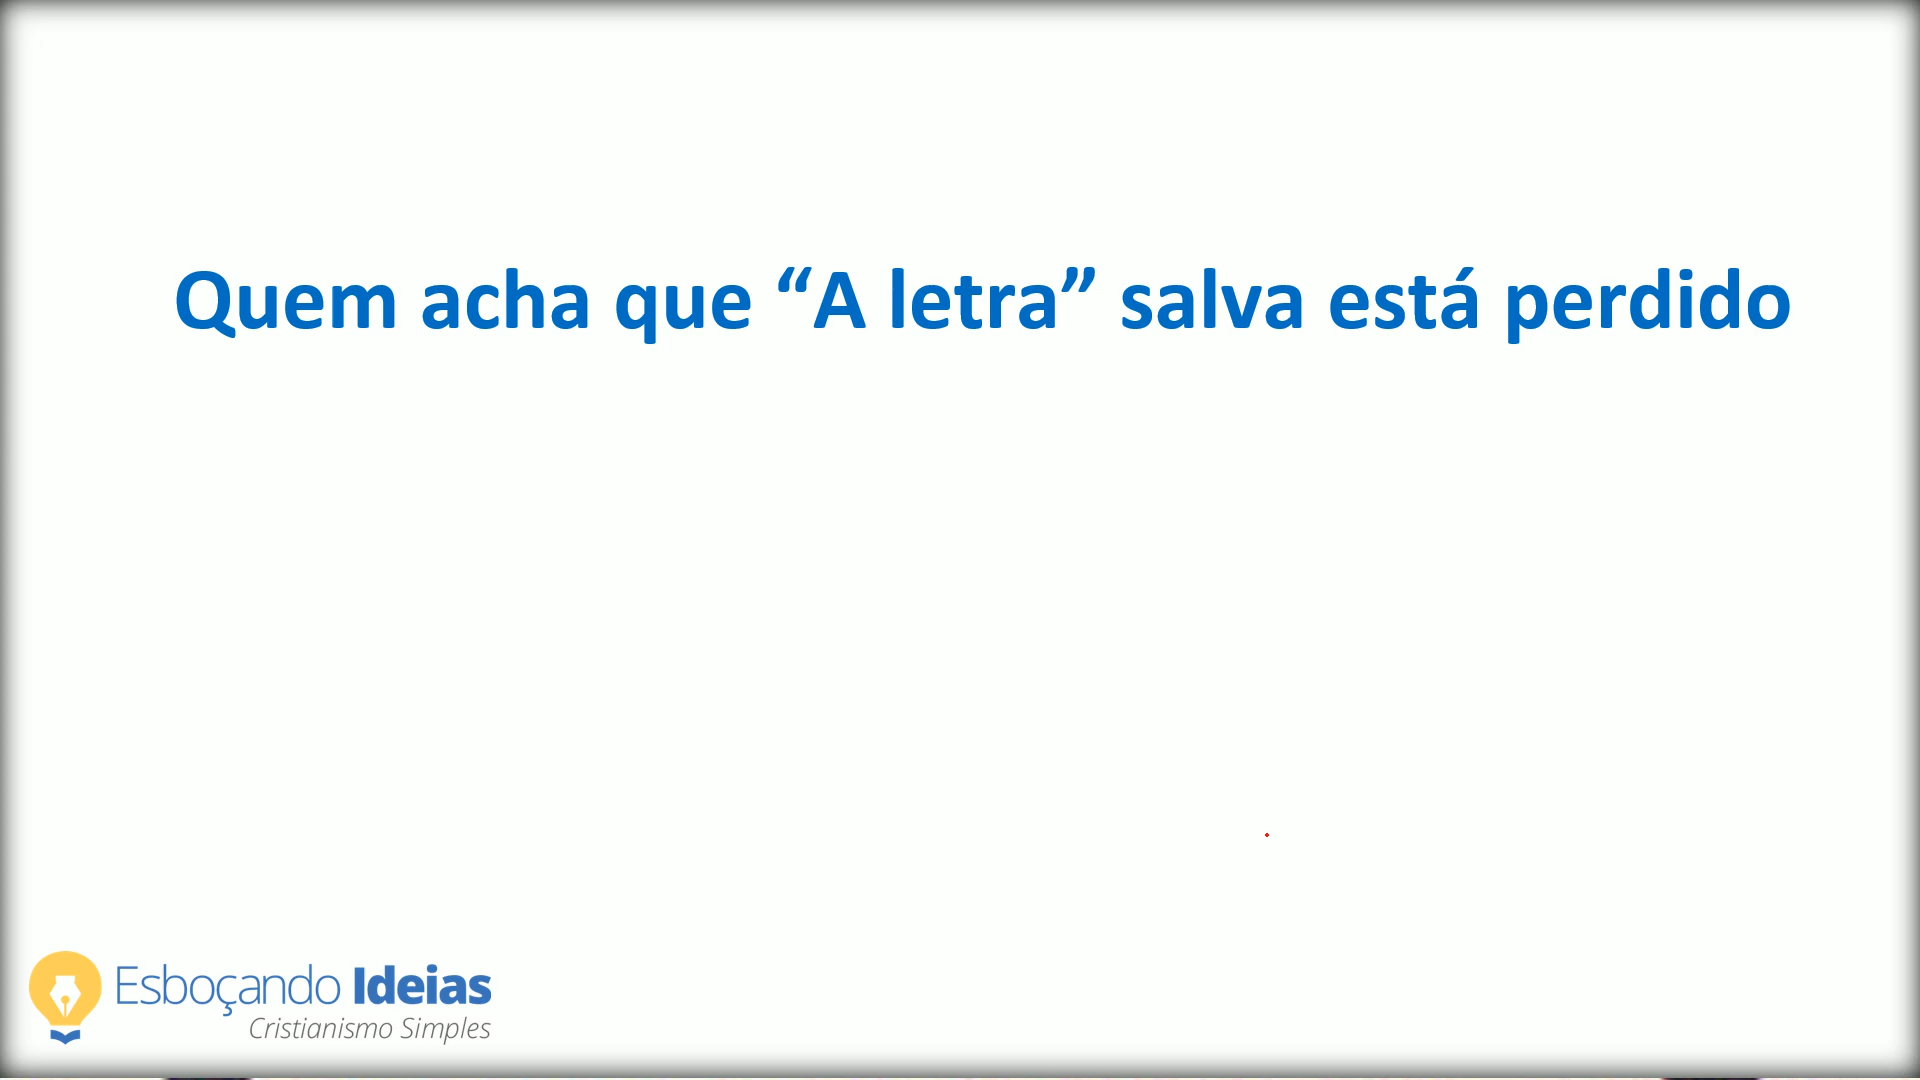 Quem acha que “A letra” salva está perdido
Esboçando Ideias
Cristianismo Simples